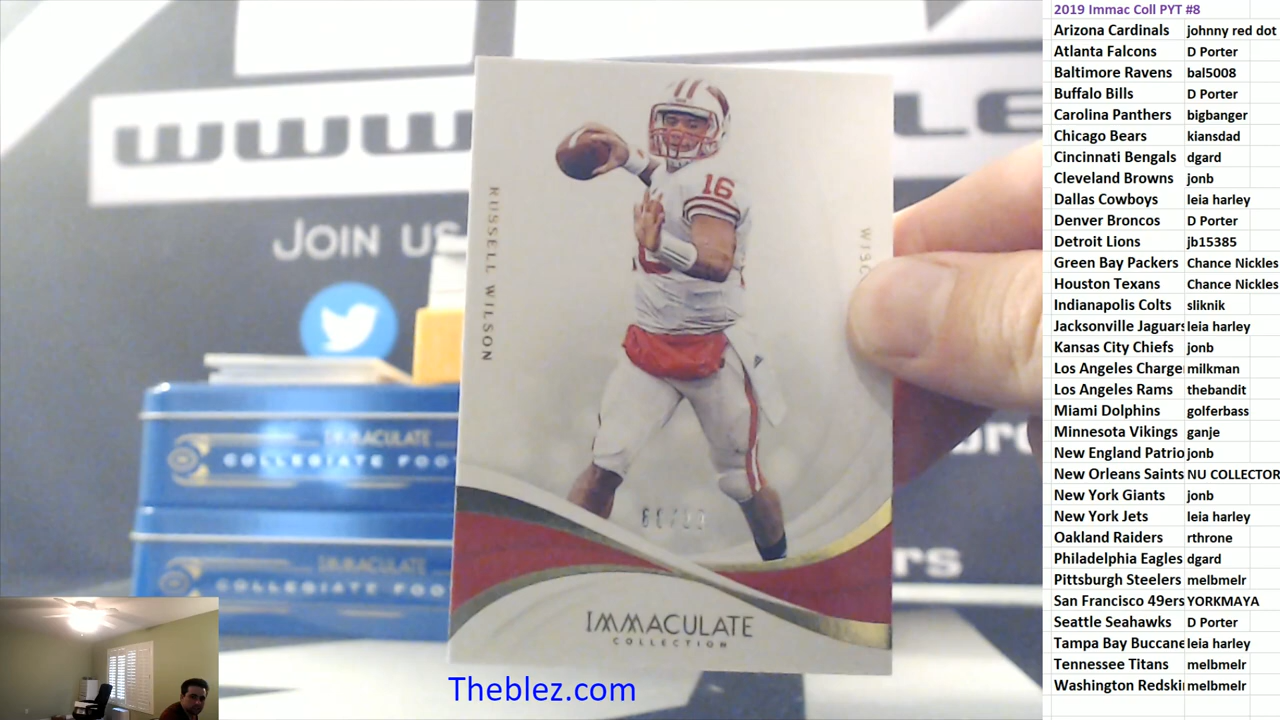 WWW
LE
JOIN US
RUSSELL WILSON
WISC
16
IMMACULATE
COLLECTION
IMMACULATE
COLLEGIATE FOO
COLLEGIATE FOO
rs
Theblez.com
2019 Immac Coll PYT #8
Arizona Cardinals johnny red dot
Atlanta Falcons D Porter
Baltimore Ravens bal5008
Buffalo Bills D Porter
Carolina Panthers bigbanger
Chicago Bears kiansdad
Cincinnati Bengals dgard
Cleveland Browns jonb
Dallas Cowboys leia harley
Denver Broncos D Porter
Detroit Lions jb15385
Green Bay Packers Chance Nickles
Houston Texans Chance Nickles
Indianapolis Colts sliknik
Jacksonville Jaguars leia harley
Kansas City Chiefs jonb
Los Angeles Charge milkman
Los Angeles Rams thebandit
Miami Dolphins golferbass
Minnesota Vikings ganje
New England Patrio jonb
New Orleans Saints NU COLLECTOR
New York Giants jonb
New York Jets leia harley
Oakland Raiders rthrone
Philadelphia Eagles dgard
Pittsburgh Steelers melbmelr
San Francisco 49ers YORKMAYA
Seattle Seahawks D Porter
Tampa Bay Buccane leia harley
Tennessee Titans melbmelr
Washington Redski melbmelr